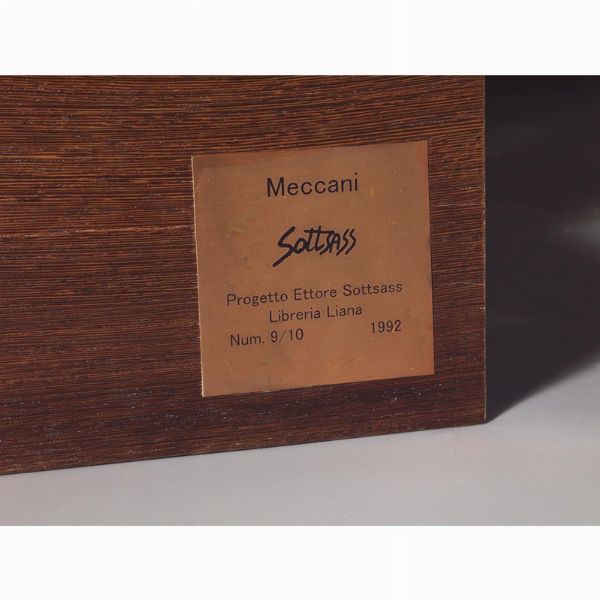 Meccani
Sottsass
Progetto Ettore Sottsass
Libreria Liana
Num. 9/10 1992